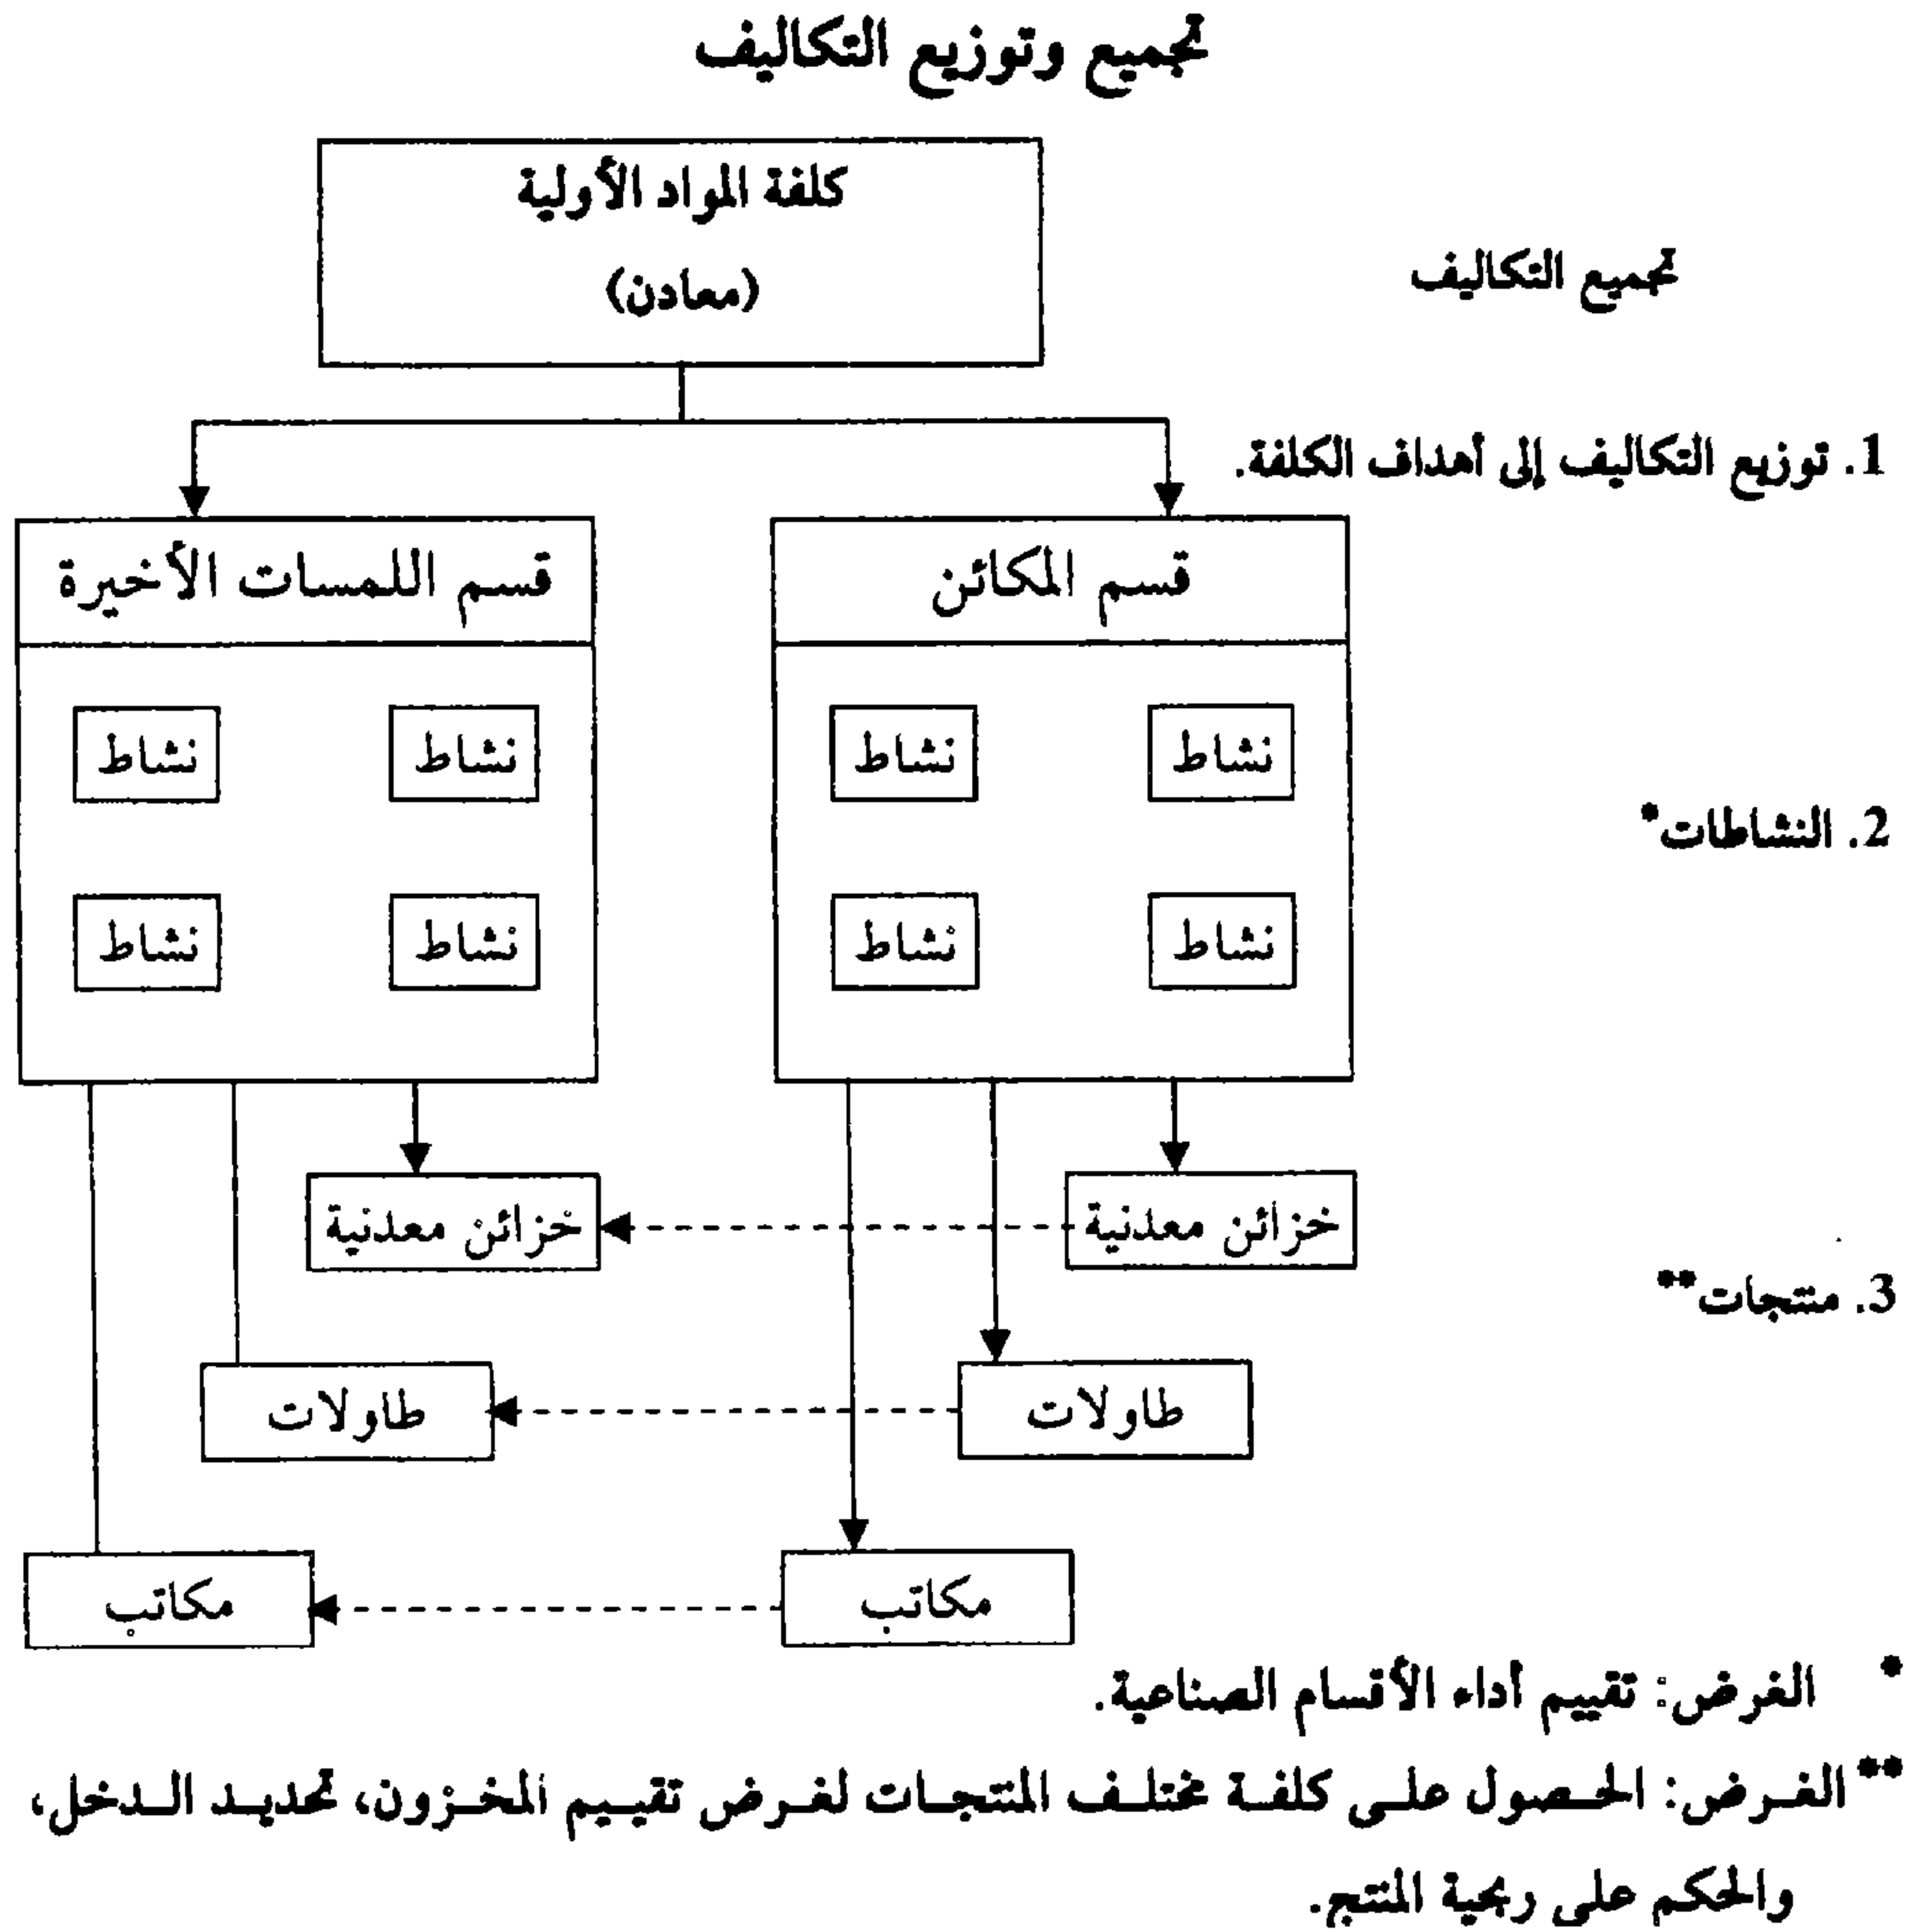 تجميع وتوزيع التكاليف
كلفة المواد الأولية
(معادن)
تجميع التكاليف
1. توزيع التكاليف إلى أهداف الكلفة.
قسم المكائن
قسم اللمسات الأخيرة
نشاط
نشاط
نشاط
نشاط
2. النشاطات*
نشاط
نشاط
نشاط
نشاط
خزائن معدنية
خزائن معدنية
3. منتجات**
طاولات
طاولات
مكاتب
مكاتب
* الغرض: تقييم أداء الأقسام الصناعية.
** الغرض: الحصول على كلفة مختلف المنتجات لغرض تقييم المخزون، تحديد الدخل،
والحكم على ربحية المنتج.